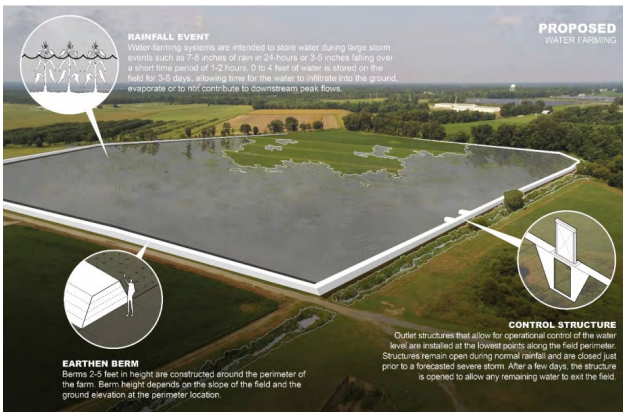 PROPOSED
WATER FARMING
RAINFALL EVENT
Water-farming systems are intended to store water during large storm
events such as 7-8 inches of rain in 24-hours or 3-5 inches falling over
a short time period of 1-2 hours. 0 to 4 feet of water is stored on the
field for 3-5 days, allowing time for the water to infiltrate into the ground,
evaporate or to not contribute to downstream peak flows.
CONTROL STRUCTURE
Outlet structures that allow for operational control of the water
level are installed at the lowest points along the field perimeter.
Structures remain open during normal rainfall and are closed just
prior to a forecasted severe storm. After a few days, the structure
is opened to allow any remaining water to exit the field.
EARTHEN BERM
Berms 2-5 feet in height are constructed around the perimeter of
the farm. Berm height depends on the slope of the field and the
ground elevation at the perimeter location.